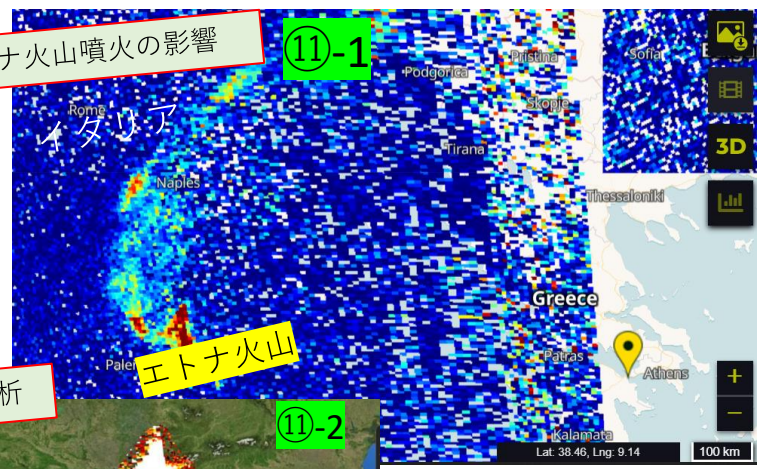 ナ火山噴火の影響
⑪-1
Podgorica
Pristina
Sofia
Rome
イタリア
Skopje
Tirana
3D
Naples
Thessaloniki
Greece
エトナ火山
Patras
Athens
析
⑪-2
Kalamata
+
−
Lat: 38.46, Lng: 9.14
100 km